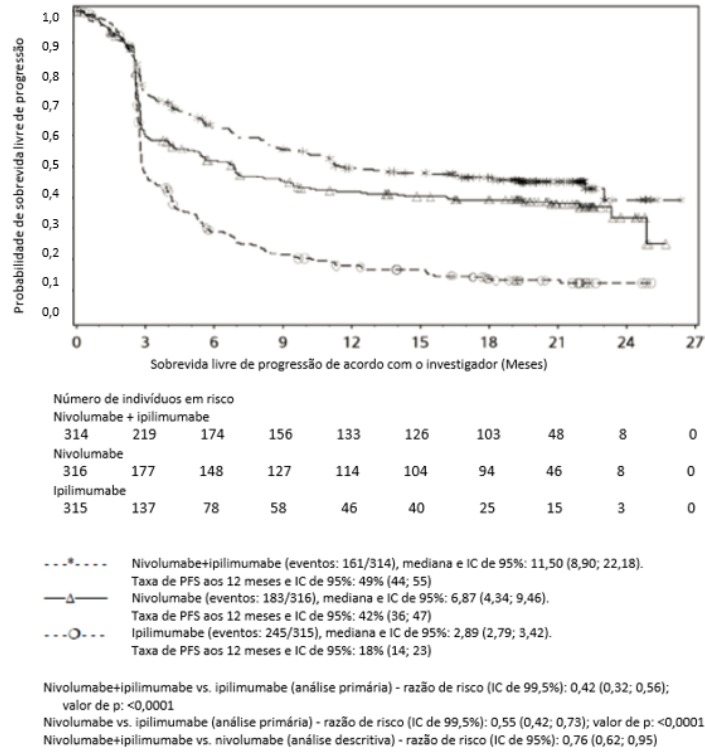 Probabilidade de sobrevida livre de progressão
1,0
0,9
0,8
0,7
0,6
0,5
0,4
0,3
0,2
0,1
0,0
0 3 6 9 12 15 18 21 24 27
Sobrevida livre de progressão de acordo com o investigador (Meses)
Número de indivíduos em risco
Nivolumabe + ipilimumabe
314 219 174 156 133 126 103 48 8 0
Nivolumabe
316 177 148 127 114 104 94 46 8 0
Ipilimumabe
315 137 78 58 46 40 25 15 3 0
Nivolumabe+ipilimumabe (eventos: 161/314), mediana e IC de 95%: 11,50 (8,90; 22,18).
Taxa de PFS aos 12 meses e IC de 95%: 49% (44; 55)
Nivolumabe (eventos: 183/316), mediana e IC de 95%: 6,87 (4,34; 9,46).
Taxa de PFS aos 12 meses e IC de 95%: 42% (36; 47)
Ipilimumabe (eventos: 245/315), mediana e IC de 95%: 2,89 (2,79; 3,42).
Taxa de PFS aos 12 meses e IC de 95%: 18% (14; 23)
Nivolumabe+ipilimumabe vs. ipilimumabe (análise primária) - razão de risco (IC de 99,5%): 0,42 (0,32; 0,56);
valor de p: <0,0001
Nivolumabe vs. ipilimumabe (análise primária) - razão de risco (IC de 99,5%): 0,55 (0,42; 0,73); valor de p: <0,0001
Nivolumabe+ipilimumabe vs. nivolumabe (análise descritiva) - razão de risco (IC de 95%): 0,76 (0,62; 0,95)